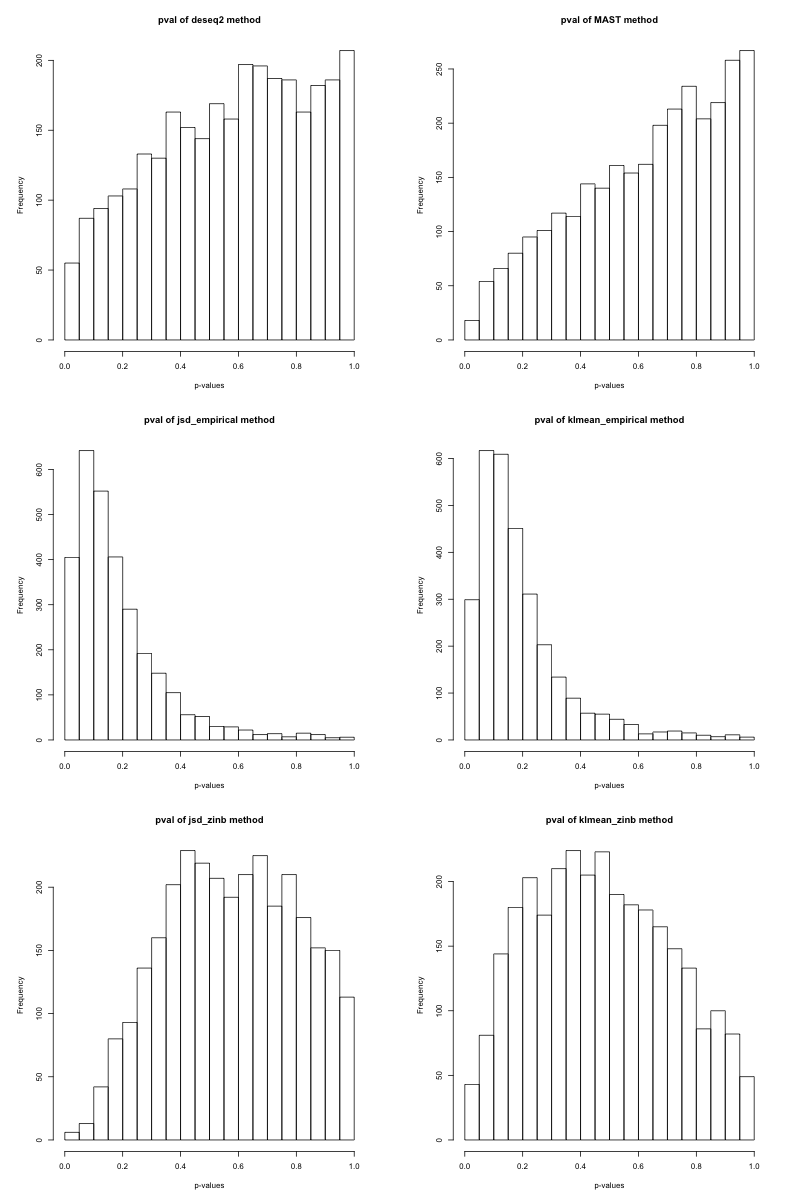 pval of deseq2 method
Frequency
0 50 100 150 200
0.0 0.2 0.4 0.6 0.8 1.0
p-values
pval of MAST method
Frequency
0 50 100 150 200 250
0.0 0.2 0.4 0.6 0.8 1.0
p-values
pval of jsd_empirical method
Frequency
0 100 200 300 400 500 600
0.0 0.2 0.4 0.6 0.8 1.0
p-values
pval of klmean_empirical method
Frequency
0 100 200 300 400 500 600
0.0 0.2 0.4 0.6 0.8 1.0
p-values
pval of jsd_zinb method
Frequency
0 50 100 150 200
0.0 0.2 0.4 0.6 0.8 1.0
p-values
pval of klmean_zinb method
Frequency
0 50 100 150 200
0.0 0.2 0.4 0.6 0.8 1.0
p-values